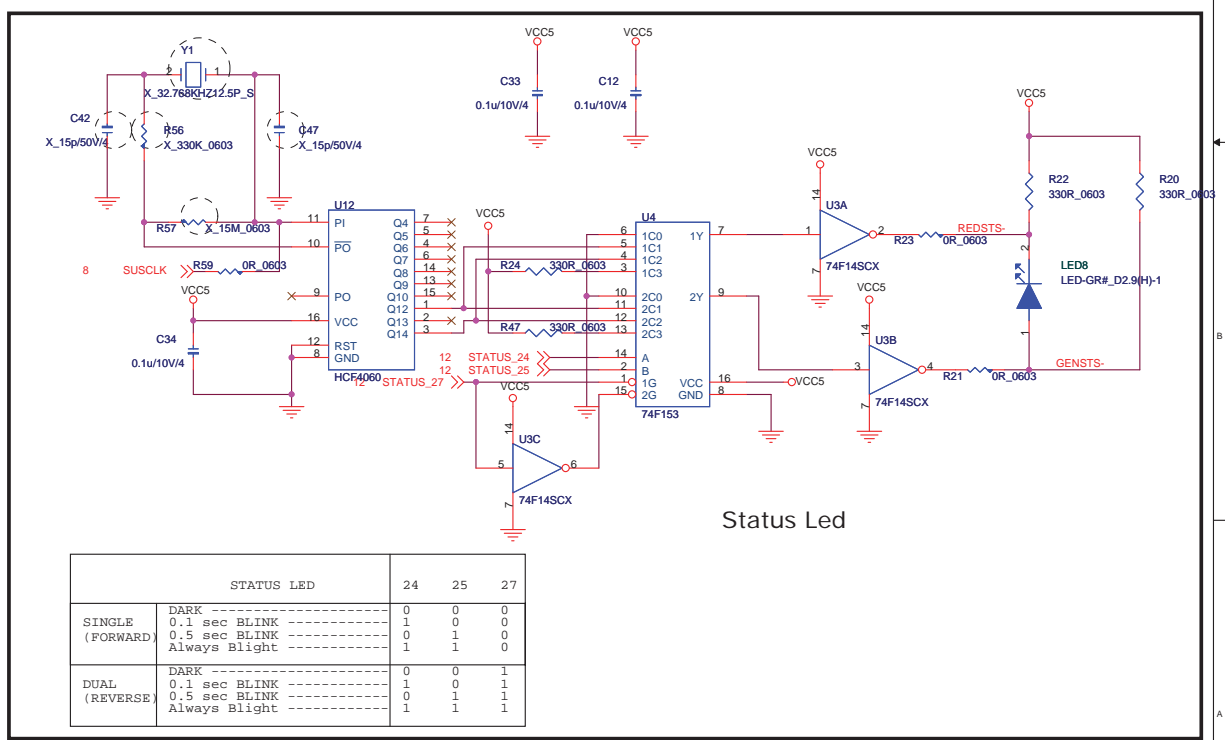 VCC5
VCC5
Y1
2
1
X_32.768KHZ12.5P_S
C33
0.1u/10V/4
C12
0.1u/10V/4
VCC5
C42
X_15p/50V/4
R56
X_330K_0603
C47
X_15p/50V/4
VCC5
R22
330R_0603
R20
330R_0603
U12
R57
X_15M_0603
11
PI
10
PO
8
SUSCLK
R59
0R_0603
9
PO
VCC5
16
VCC
12
RST
8
GND
HCF4060
C34
0.1u/10V/4
Q4
7
Q5
5
Q6
4
Q7
6
Q8
14
Q9
13
Q10
15
Q12
1
Q13
2
Q14
3
VCC5
R24
330R_0603
R47
330R_0603
12
STATUS_24
12
STATUS_25
12
STATUS_27
U4
6
1C0
5
1C1
4
1C2
3
1C3
10
2C0
11
2C1
12
2C2
13
2C3
14
A
2
B
1
1G
15
2G
1Y
7
2Y
9
VCC
16
VCC5
GND
8
74F153
14
U3A
1
2
7
74F14SCX
R23
0R_0603
REDSTS-
2
LED8
LED-GR#_D2.9(H)-1
1
VCC5
14
U3B
3
4
7
74F14SCX
R21
0R_0603
GENSTS-
VCC5
14
U3C
5
6
7
74F14SCX
Status Led
B
A
STATUS LED 24 25 27
SINGLE
(FORWARD)
DARK ---------------------- 0 0 0
0.1 sec BLINK ------------ 1 0 0
0.5 sec BLINK ------------ 0 1 0
Always Blight ------------ 1 1 0
DUAL
(REVERSE)
DARK ---------------------- 0 0 1
0.1 sec BLINK ------------ 1 0 1
0.5 sec BLINK ------------ 0 1 1
Always Blight ------------ 1 1 1